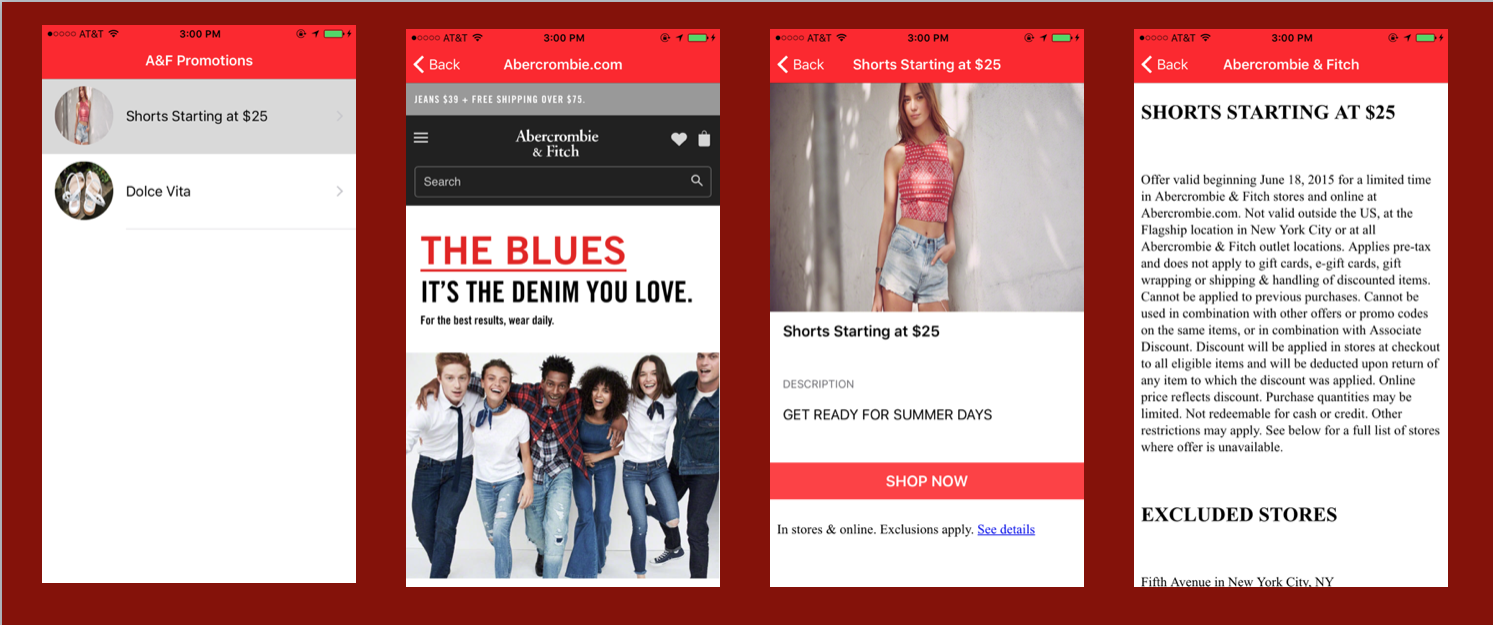 AT&T 3:00 PM
A&F Promotions
Shorts Starting at $25
Dolce Vita
AT&T 3:00 PM
Back Abercrombie.com
JEANS $39 + FREE SHIPPING OVER $75.
Abercrombie
& Fitch
Search
THE BLUES
IT'S THE DENIM YOU LOVE.
For the best results, wear daily.
AT&T 3:00 PM
Back Shorts Starting at $25
Shorts Starting at $25
DESCRIPTION
GET READY FOR SUMMER DAYS
SHOP NOW
In stores & online. Exclusions apply. See details
AT&T 3:00 PM
Back Abercrombie & Fitch
SHORTS STARTING AT $25
Offer valid beginning June 18, 2015 for a limited time
in Abercrombie & Fitch stores and online at
Abercrombie.com. Not valid outside the US, at the
Flagship location in New York City or at all
Abercrombie & Fitch outlet locations. Applies pre-tax
and does not apply to gift cards, e-gift cards, gift
wrapping or shipping & handling of discounted items.
Cannot be applied to previous purchases. Cannot be
used in combination with other offers or promo codes
on the same items, or in combination with Associate
Discount. Discount will be applied in stores at checkout
to all eligible items and will be deducted upon return of
any item to which the discount was applied. Online
price reflects discount. Purchase quantities may be
limited. Not redeemable for cash or credit. Other
restrictions may apply. See below for a full list of stores
where offer is unavailable.
EXCLUDED STORES
Fifth Avenue in New York City, NY